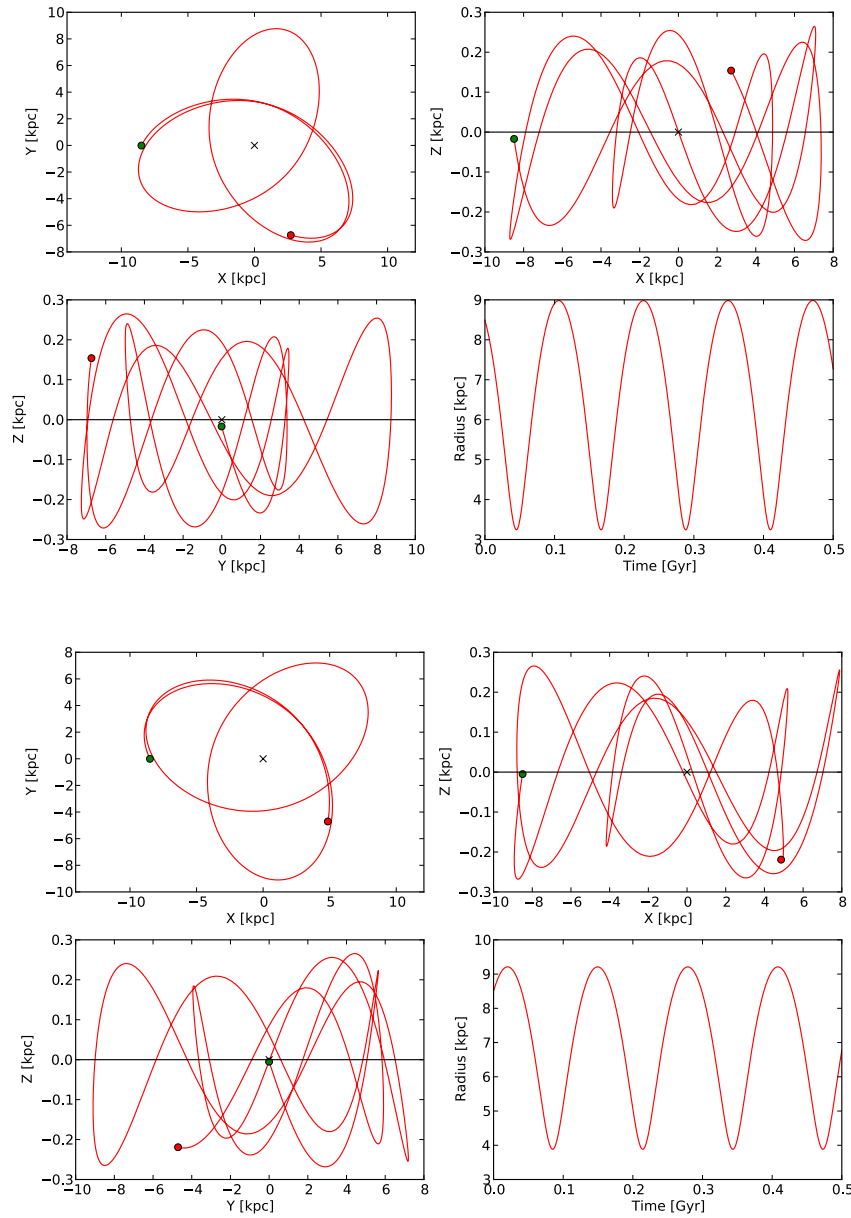 Y [kpc]
10
8
6
4
2
0
−2
−4
−6
−8
−10 −5 0 5 10
X [kpc]
Z [kpc]
0.3
0.2
0.1
0.0
−0.1
−0.2
−0.3
−10 −8 −6 −4 −2 0 2 4 6 8
X [kpc]
Z [kpc]
0.3
0.2
0.1
0.0
−0.1
−0.2
−0.3
−8 −6 −4 −2 0 2 4 6 8 10
Y [kpc]
Radius [kpc]
9
8
7
6
5
4
3
0.0 0.1 0.2 0.3 0.4 0.5
Time [Gyr]
Y [kpc]
8
6
4
2
0
−2
−4
−6
−8
−10
−10 −5 0 5 10
X [kpc]
Z [kpc]
0.3
0.2
0.1
0.0
−0.1
−0.2
−0.3
−10 −8 −6 −4 −2 0 2 4 6 8
X [kpc]
Z [kpc]
0.3
0.2
0.1
0.0
−0.1
−0.2
−0.3
−10 −8 −6 −4 −2 0 2 4 6 8
Y [kpc]
Radius [kpc]
10
9
8
7
6
5
4
3
0.0 0.1 0.2 0.3 0.4 0.5
Time [Gyr]